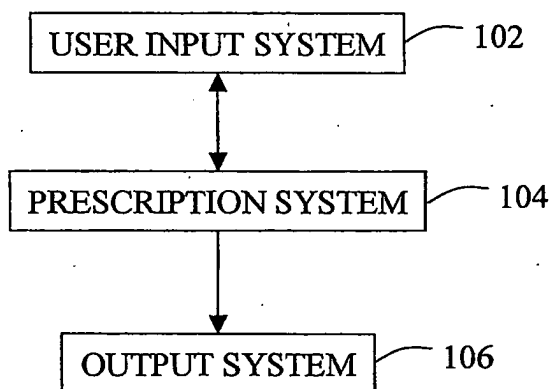 USER INPUT SYSTEM 102
PRESCRIPTION SYSTEM 104
OUTPUT SYSTEM 106